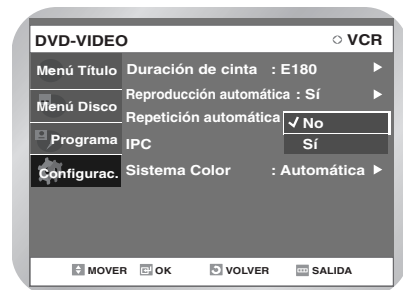 DVD-VIDEO VCR
Menú Título
Menú Disco
Programa
Configurac.
Duración de cinta : E180
Reproducción automática : Sí
Repetición automática
✓ No
Sí
IPC
Sistema Color : Automática
MOVER OK VOLVER SALIDA